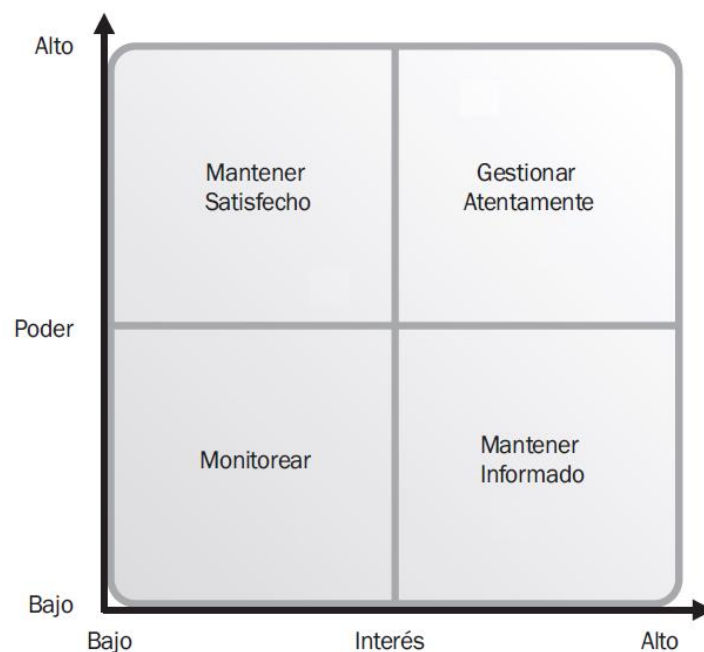 Alto
Mantener
Satisfecho
Gestionar
Atentamente
Poder
Monitorear
Mantener
Informado
Bajo
Bajo
Interés
Alto